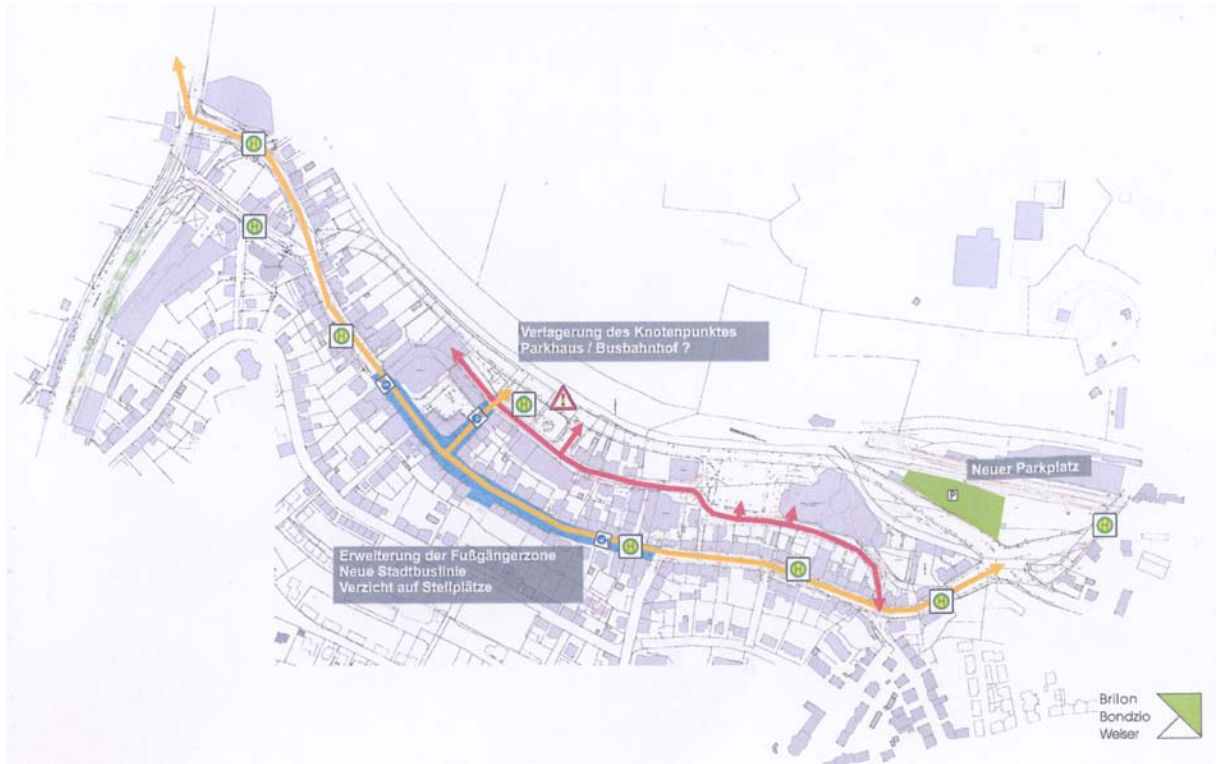 H
H
H
Verlagerung des Knotenpunktes
Parkhaus / Busbahnhof ?
H
Neuer Parkplatz
P
H
Erweiterung der Fußgängerzone
Neue Stadtbuslinie
Verzicht auf Stellplätze
H
H
H
Brilon
Bondzio
Weiser